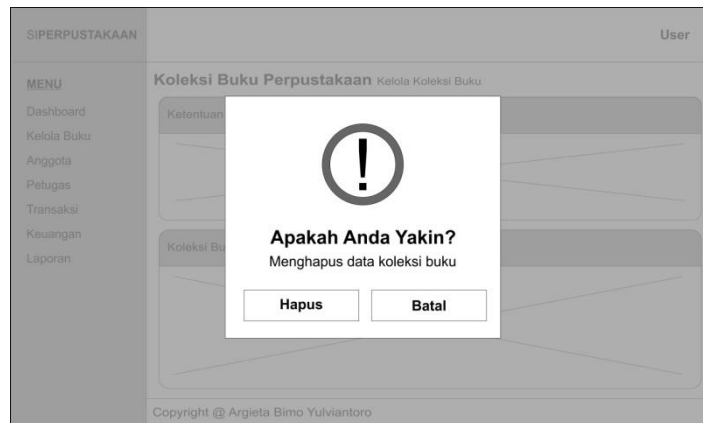 SIPERPUSTAKAAN
User
MENU
Dashboard
Kelola Buku
Anggota
Petugas
Transaksi
Keuangan
Laporan
Koleksi Buku Perpustakaan Kelola Koleksi Buku
Ketentuan
Koleksi Bu
!
Apakah Anda Yakin?
Menghapus data koleksi buku
Hapus
Batal
Copyright @ Argieta Bimo Yulviantoro